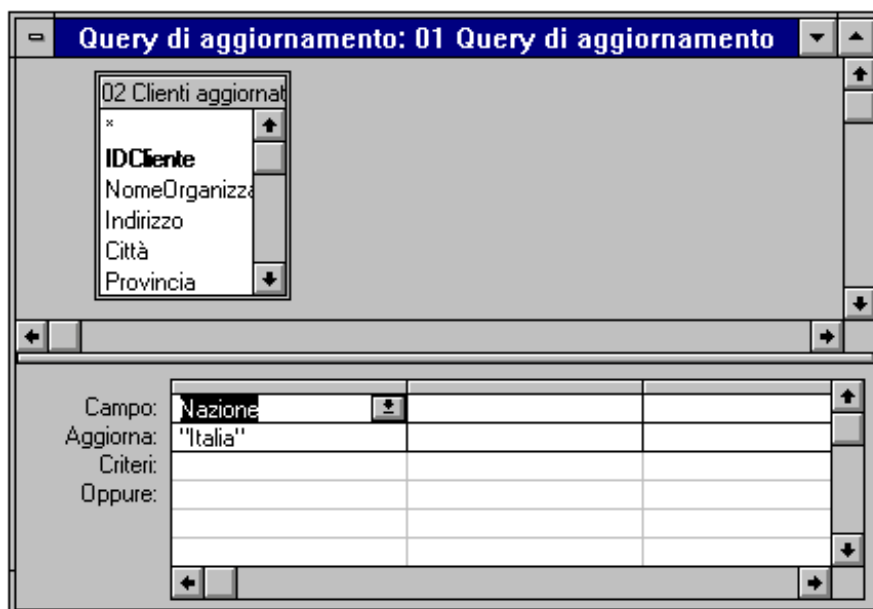 Query di aggiornamento: 01 Query di aggiornamento
02 Clienti aggiornat
*
IDCliente
NomeOrganizza
Indirizzo
Città
Provincia
Campo: Nazione
Aggiorna: "Italia"
Criteri:
Oppure: